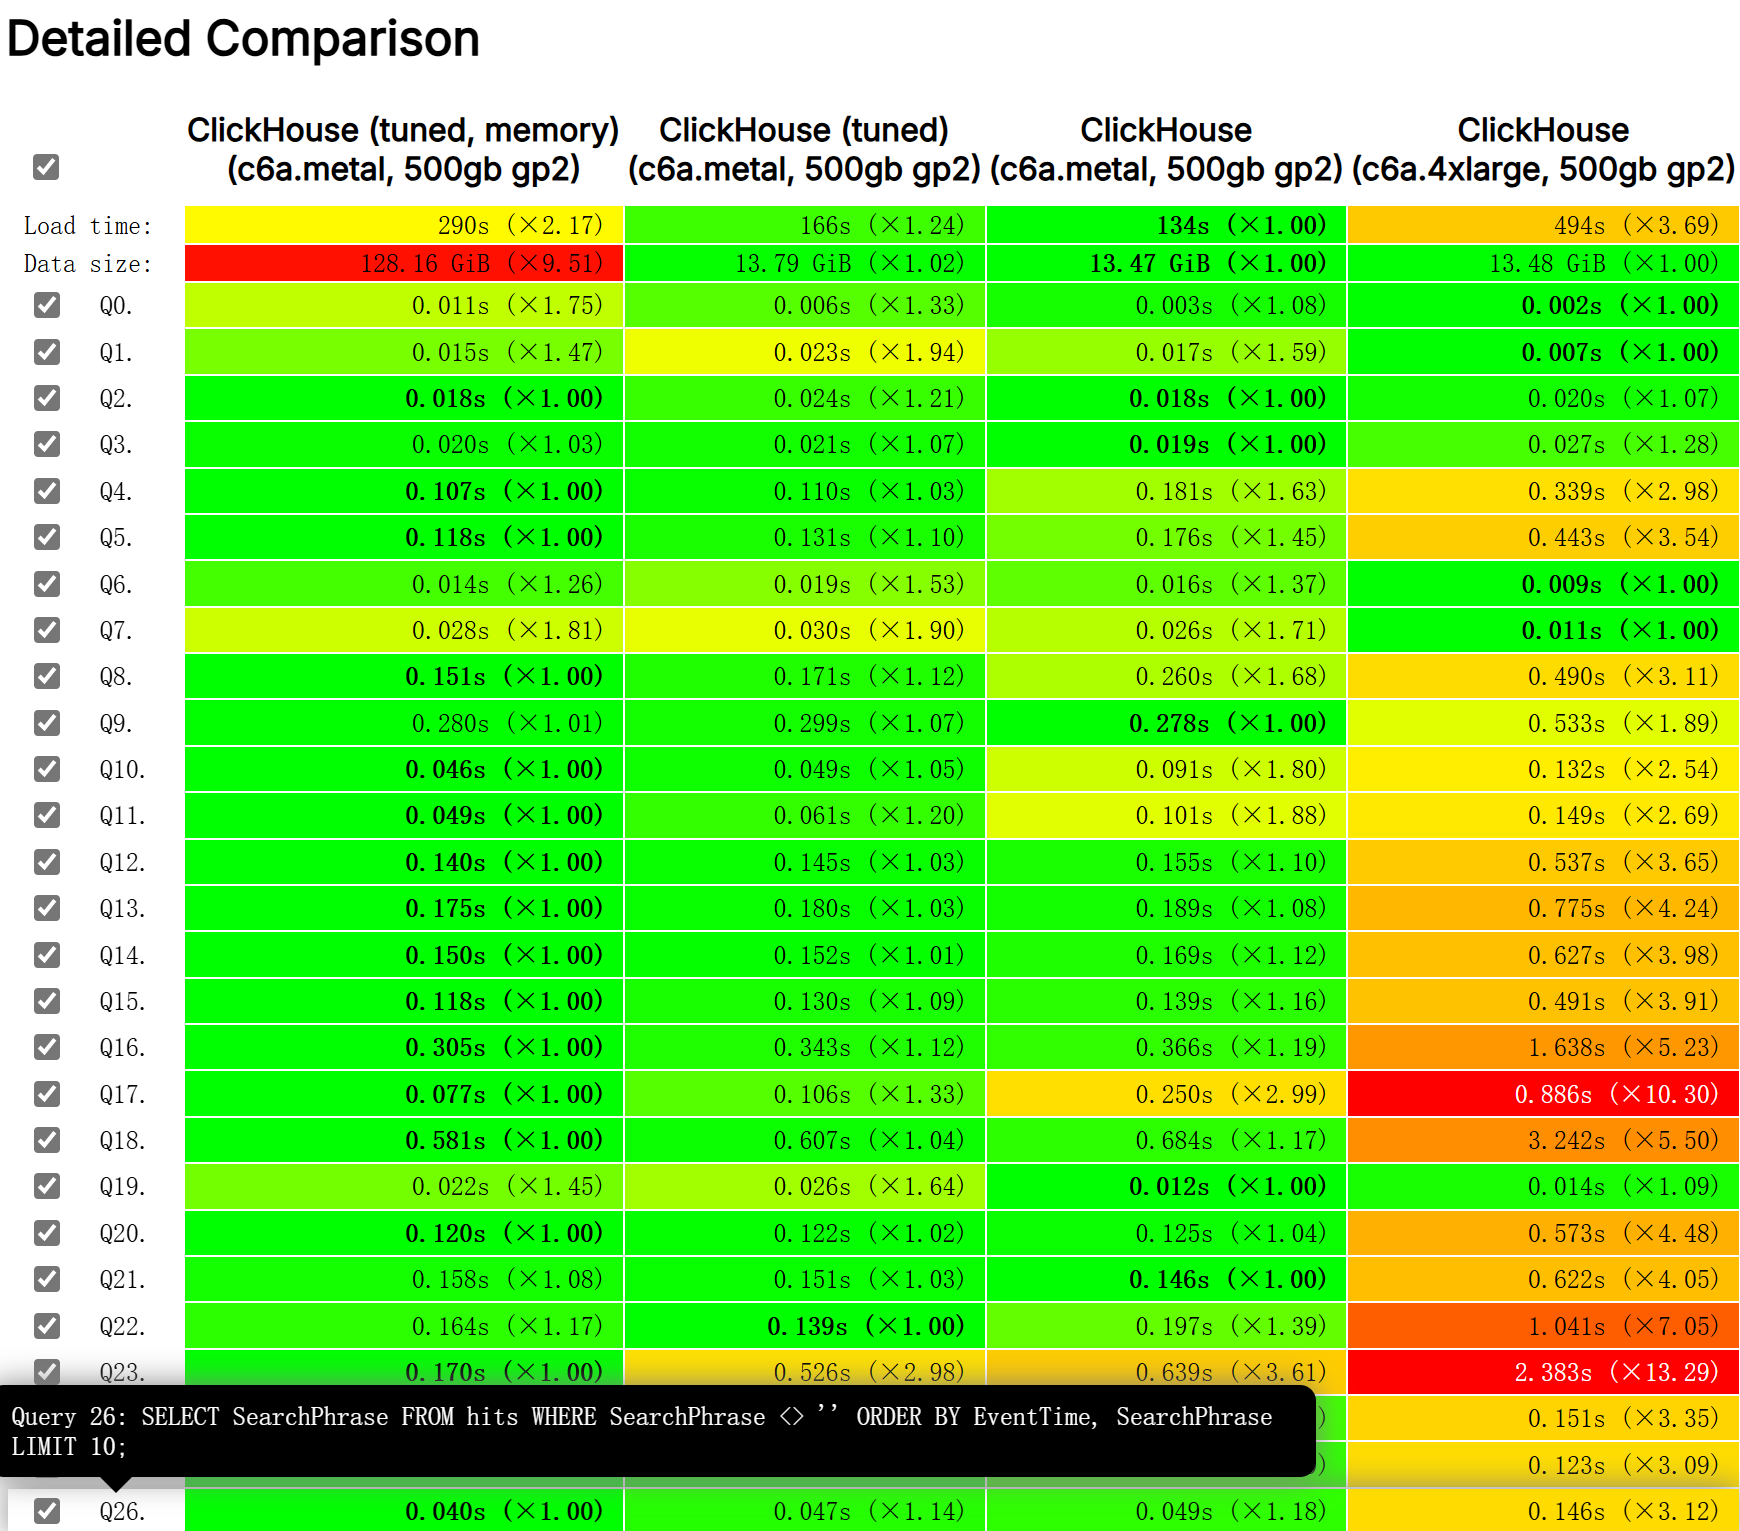 Detailed Comparison
ClickHouse (tuned, memory) ClickHouse (tuned) ClickHouse ClickHouse
(c6a.metal, 500gb gp2) (c6a.metal, 500gb gp2) (c6a.metal, 500gb gp2) (c6a.4xlarge, 500gb gp2)
Load time: 290s (×2.17) 166s (×1.24) 134s (×1.00) 494s (×3.69)
Data size: 128.16 GiB (×9.51) 13.79 GiB (×1.02) 13.47 GiB (×1.00) 13.48 GiB (×1.00)
Q0. 0.011s (×1.75) 0.006s (×1.33) 0.003s (×1.08) 0.002s (×1.00)
Q1. 0.015s (×1.47) 0.023s (×1.94) 0.017s (×1.59) 0.007s (×1.00)
Q2. 0.018s (×1.00) 0.024s (×1.21) 0.018s (×1.00) 0.020s (×1.07)
Q3. 0.020s (×1.03) 0.021s (×1.07) 0.019s (×1.00) 0.027s (×1.28)
Q4. 0.107s (×1.00) 0.110s (×1.03) 0.181s (×1.63) 0.339s (×2.98)
Q5. 0.118s (×1.00) 0.131s (×1.10) 0.176s (×1.45) 0.443s (×3.54)
Q6. 0.014s (×1.26) 0.019s (×1.53) 0.016s (×1.37) 0.009s (×1.00)
Q7. 0.028s (×1.81) 0.030s (×1.90) 0.026s (×1.71) 0.011s (×1.00)
Q8. 0.151s (×1.00) 0.171s (×1.12) 0.260s (×1.68) 0.490s (×3.11)
Q9. 0.280s (×1.01) 0.299s (×1.07) 0.278s (×1.00) 0.533s (×1.89)
Q10. 0.046s (×1.00) 0.049s (×1.05) 0.091s (×1.80) 0.132s (×2.54)
Q11. 0.049s (×1.00) 0.061s (×1.20) 0.101s (×1.88) 0.149s (×2.69)
Q12. 0.140s (×1.00) 0.145s (×1.03) 0.155s (×1.10) 0.537s (×3.65)
Q13. 0.175s (×1.00) 0.180s (×1.03) 0.189s (×1.08) 0.775s (×4.24)
Q14. 0.150s (×1.00) 0.152s (×1.01) 0.169s (×1.12) 0.627s (×3.98)
Q15. 0.118s (×1.00) 0.130s (×1.09) 0.139s (×1.16) 0.491s (×3.91)
Q16. 0.305s (×1.00) 0.343s (×1.12) 0.366s (×1.19) 1.638s (×5.23)
Q17. 0.077s (×1.00) 0.106s (×1.33) 0.250s (×2.99) 0.886s (×10.30)
Q18. 0.581s (×1.00) 0.607s (×1.04) 0.684s (×1.17) 3.242s (×5.50)
Q19. 0.022s (×1.45) 0.026s (×1.64) 0.012s (×1.00) 0.014s (×1.09)
Q20. 0.120s (×1.00) 0.122s (×1.02) 0.125s (×1.04) 0.573s (×4.48)
Q21. 0.158s (×1.08) 0.151s (×1.03) 0.146s (×1.00) 0.622s (×4.05)
Q22. 0.164s (×1.17) 0.139s (×1.00) 0.197s (×1.39) 1.041s (×7.05)
Q23. 0.170s (×1.00) 0.526s (×2.98) 0.639s (×3.61) 2.383s (×13.29)
Query 26: SELECT SearchPhrase FROM hits WHERE SearchPhrase <> '' ORDER BY EventTime, SearchPhrase ) 0.151s (×3.35)
LIMIT 10;
) 0.123s (×3.09)
Q26. 0.040s (×1.00) 0.047s (×1.14) 0.049s (×1.18) 0.146s (×3.12)